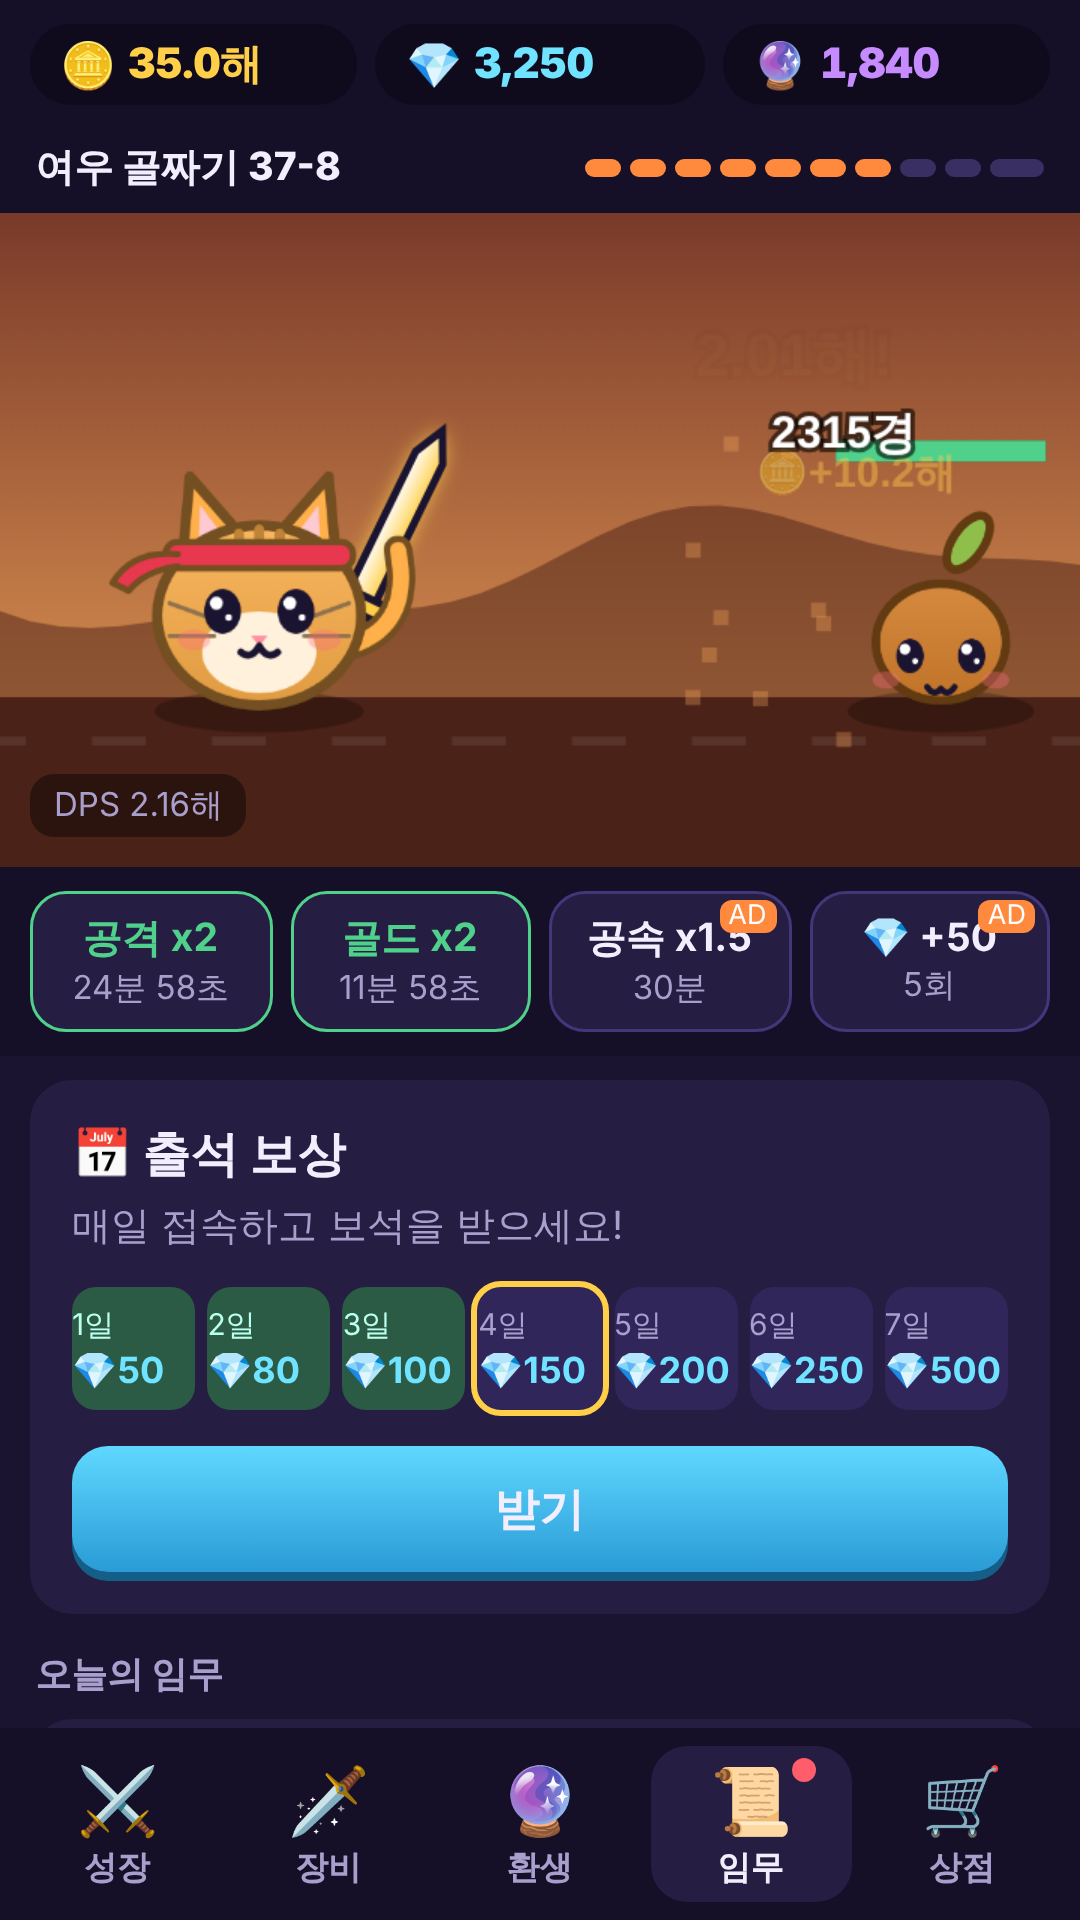 35.0해
3,250
1,840
여우 골짜기 37-8
2.01해!
2315경
+10.2해
DPS 2.16해
공격 x2
24분 58초
골드 x2
11분 58초
AD
공속 x1.5
30분
AD
+50
5회
July
17
출석 보상
매일 접속하고 보석을 받으세요!
1일
50
2일
80
3일
100
4일
150
5일
200
6일
250
7일
500
받기
오늘의 임무
성장
장비
환생
임무
상점